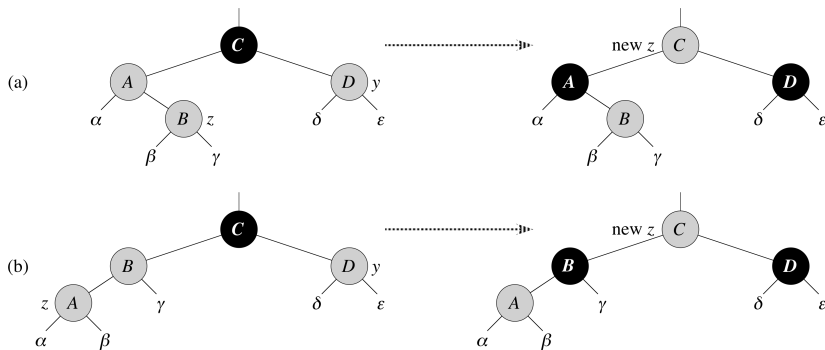 C new z C
A D y A D
(a)
B z B
α δ ε α δ ε
β γ β γ
C new z C
B D y B D
(b)
z A A
γ δ ε γ δ ε
α β α β